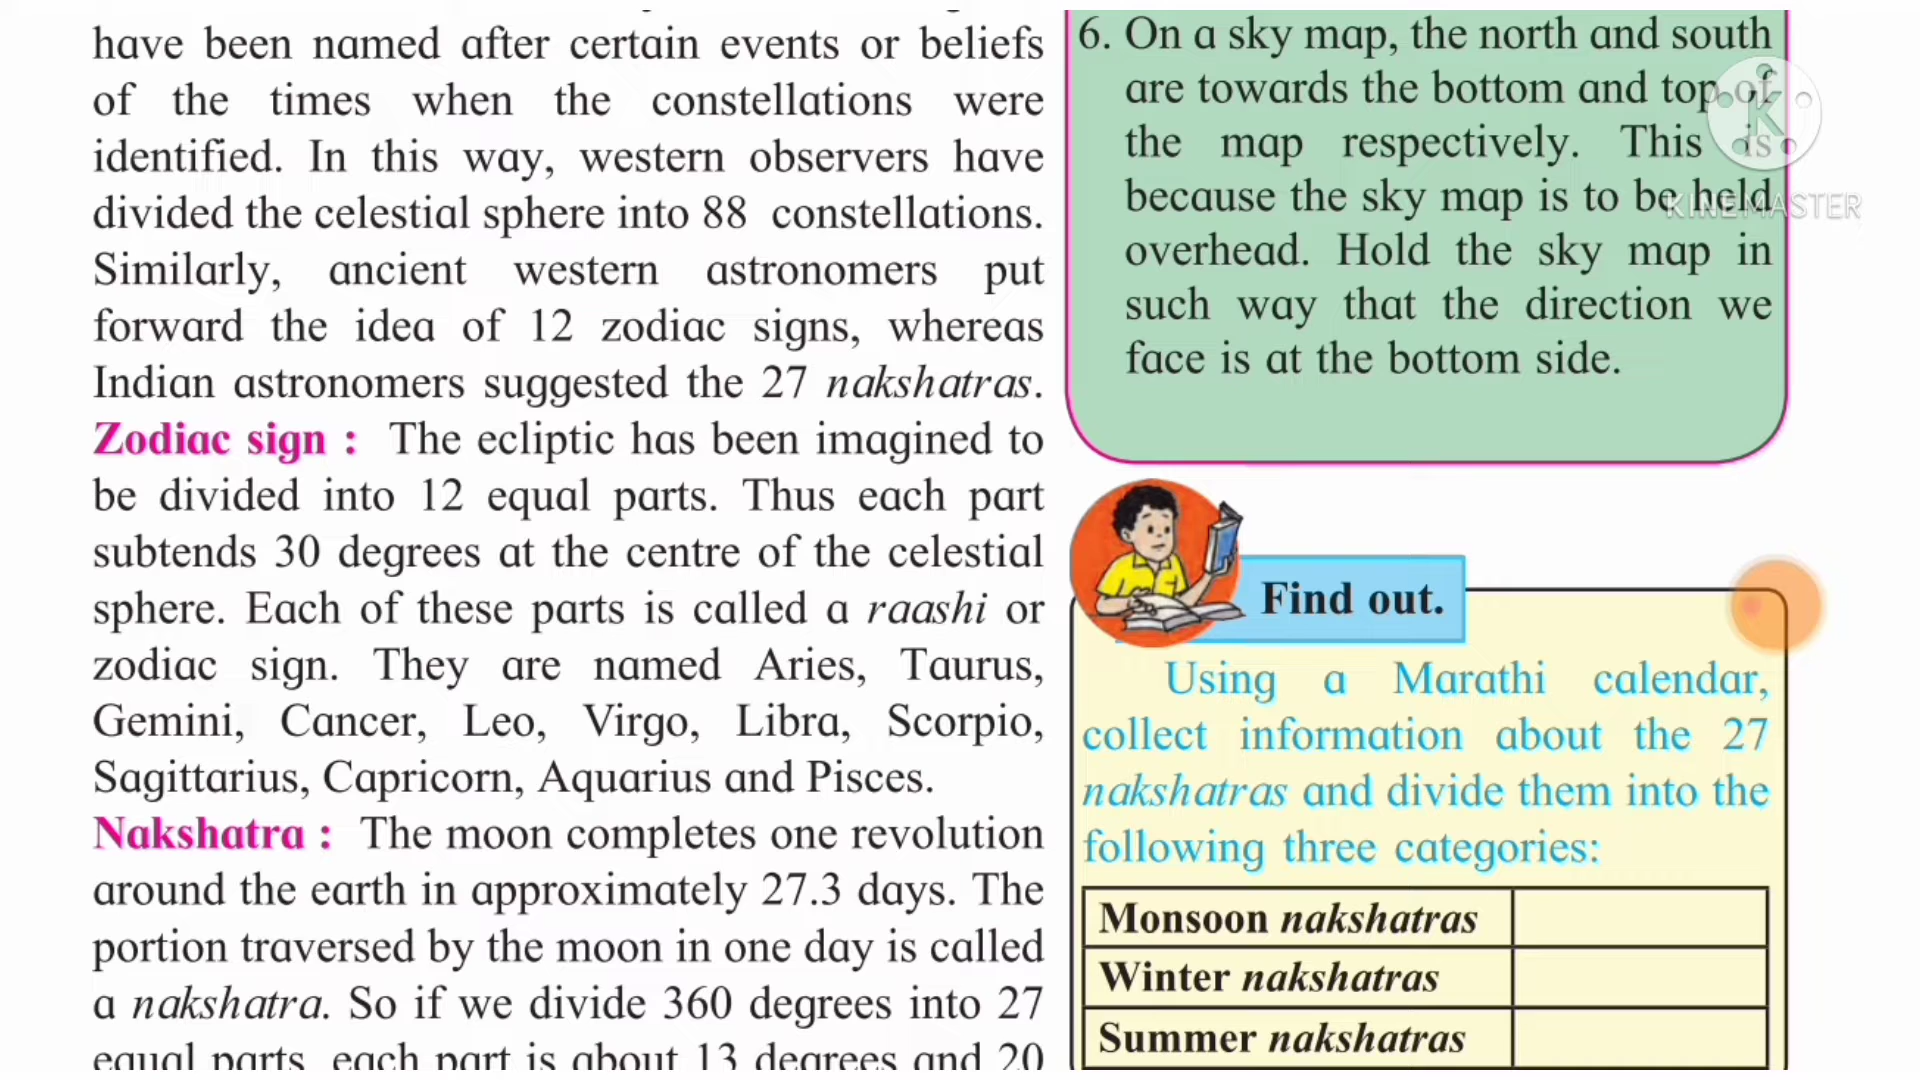 have been named after certain events or beliefs
of the times when the constellations were
identified. In this way, western observers have
divided the celestial sphere into 88 constellations.
Similarly, ancient western astronomers put
forward the idea of 12 zodiac signs, whereas
Indian astronomers suggested the 27 nakshatras.
Zodiac sign : The ecliptic has been imagined to
be divided into 12 equal parts. Thus each part
subtends 30 degrees at the centre of the celestial
sphere. Each of these parts is called a raashi or
zodiac sign. They are named Aries, Taurus,
Gemini, Cancer, Leo, Virgo, Libra, Scorpio,
Sagittarius, Capricorn, Aquarius and Pisces.
Nakshatra : The moon completes one revolution
around the earth in approximately 27.3 days. The
portion traversed by the moon in one day is called
a nakshatra. So if we divide 360 degrees into 27
equal parts, each part is about 13 degrees and 20
6. On a sky map, the north and south
are towards the bottom and top of
the map respectively. This is
because the sky map is to be held
overhead. Hold the sky map in
such way that the direction we
face is at the bottom side.
K
KINEMASTER
Find out.
Using a Marathi calendar,
collect information about the 27
nakshatras and divide them into the
following three categories:
Monsoon nakshatras
Winter nakshatras
Summer nakshatras